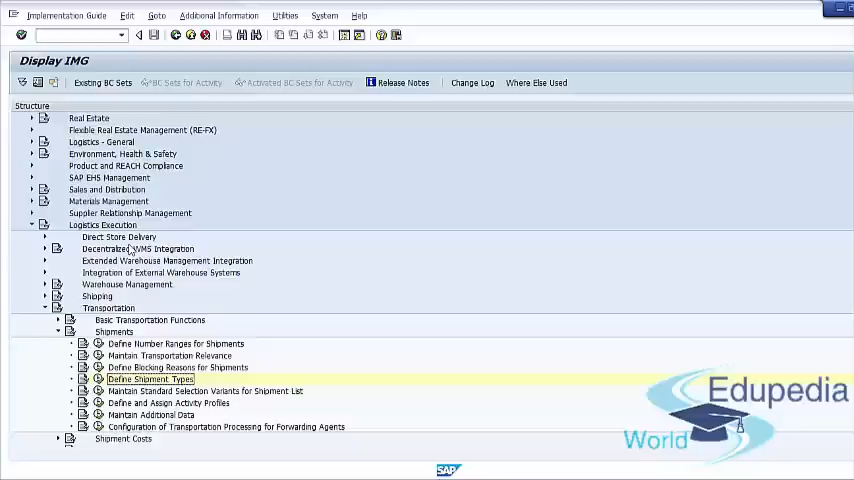 Implementation Guide Edit Goto Additional Information Utilities System Help
Display IMG
Existing BC Sets BC Sets for Activity Activated BC Sets for Activity Release Notes Change Log Where Else Used
Structure
Real Estate
Flexible Real Estate Management (RE-FX)
Logistics - General
Environment, Health & Safety
Product and REACH Compliance
SAP EHS Management
Sales and Distribution
Materials Management
Supplier Relationship Management
Logistics Execution
Direct Store Delivery
Decentralized WMS Integration
Extended Warehouse Management Integration
Integration of External Warehouse Systems
Warehouse Management
Shipping
Transportation
Basic Transportation Functions
Shipments
Define Number Ranges for Shipments
Maintain Transportation Relevance
Define Blocking Reasons for Shipments
Define Shipment Types
Maintain Standard Selection Variants for Shipment List
Define and Assign Activity Profiles
Maintain Additional Data
Configuration of Transportation Processing for Forwarding Agents
Shipment Costs
Edupedia
World
SAP